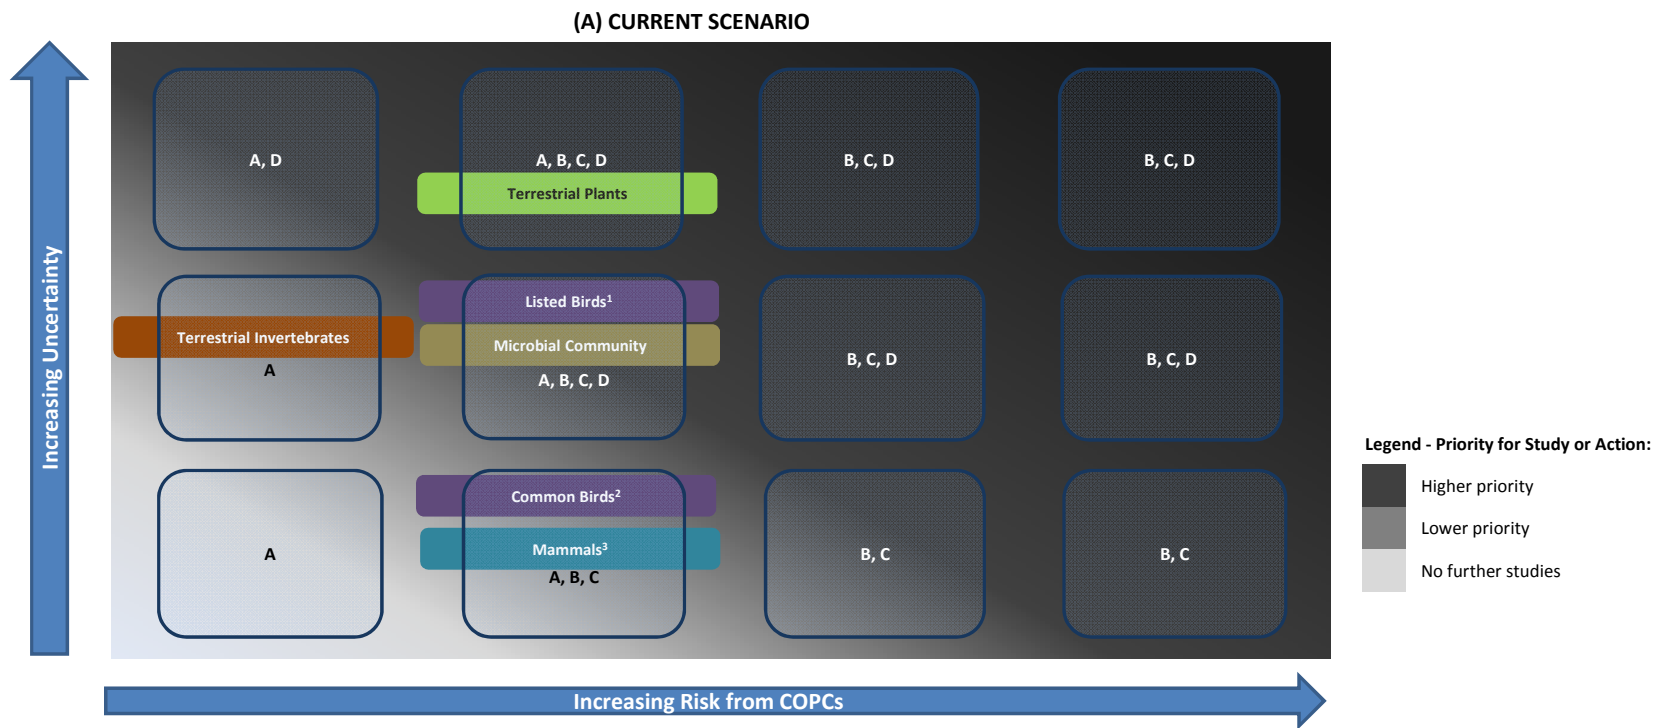 (A) CURRENT SCENARIO
Increasing Uncertainty
A, D
A, B, C, D
B, C, D
B, C, D
Terrestrial Plants
Listed Birds¹
Terrestrial Invertebrates
Microbial Community
A
A, B, C, D
B, C, D
B, C, D
Common Birds²
Mammals³
A
A, B, C
B, C
B, C
Legend - Priority for Study or Action:
Higher priority
Lower priority
No further studies
Increasing Risk from COPCs